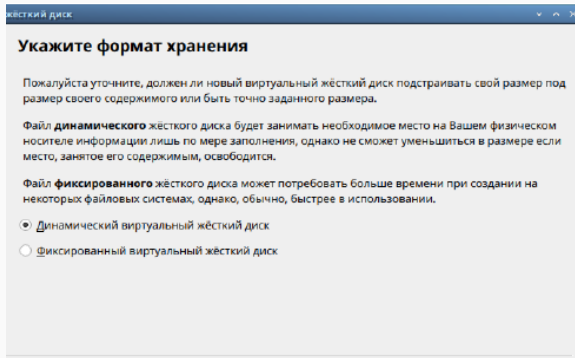 жёсткий диск
Укажите формат хранения
Пожалуйста уточните, должен ли новый виртуальный жёсткий диск подстраивать свой размер под
размер своего содержимого или быть точно заданного размера.
Файл динамического жёсткого диска будет занимать необходимое место на Вашем физическом
носителе информации лишь по мере заполнения, однако не сможет уменьшиться в размере если
место, занятое его содержимым, освободится.
Файл фиксированного жёсткого диска может потребовать больше времени при создании на
некоторых файловых системах, однако, обычно, быстрее в использовании.
Динамический виртуальный жёсткий диск
Фиксированный виртуальный жёсткий диск